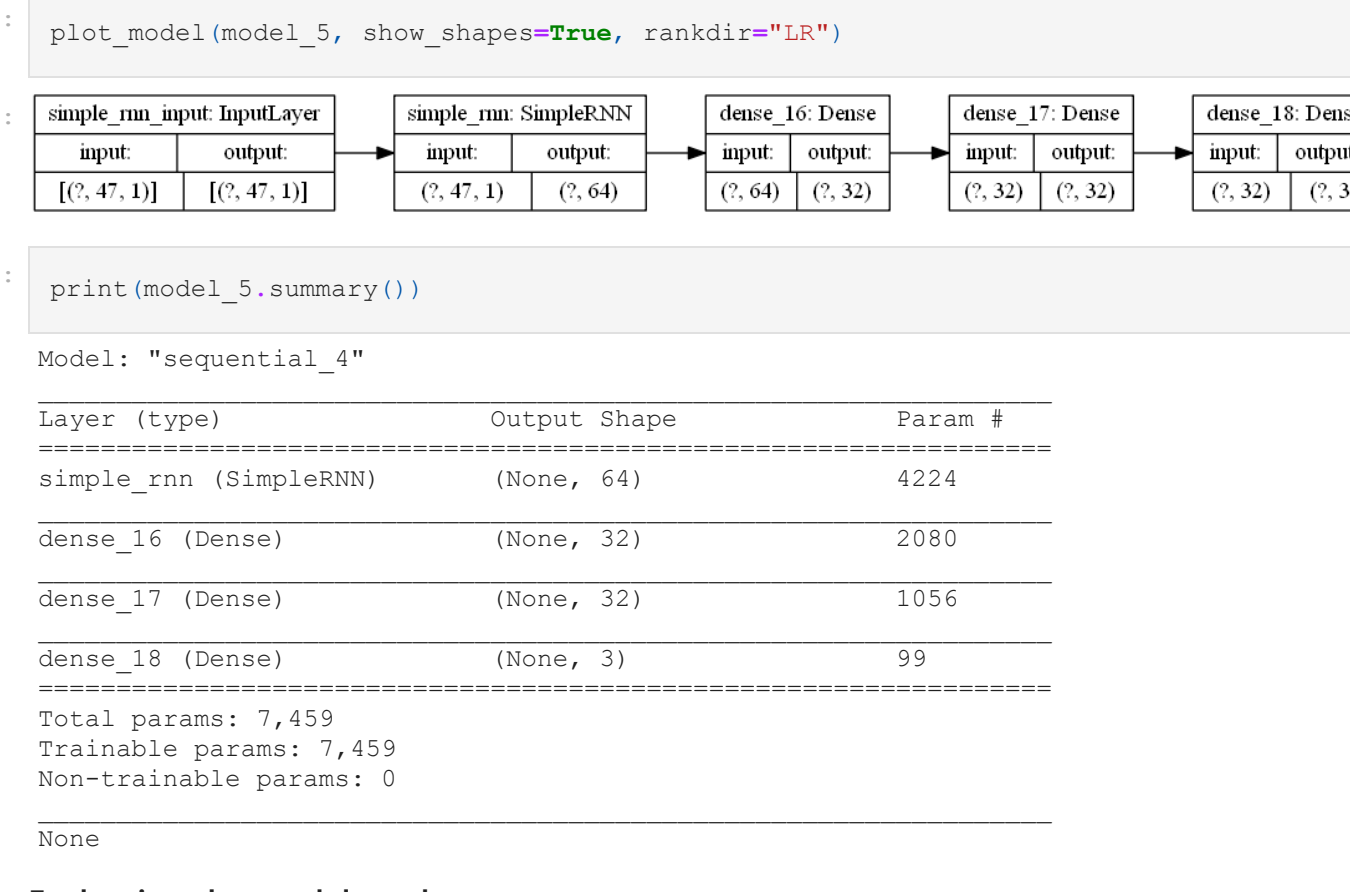 plot_model(model_5, show_shapes=True, rankdir="LR")
simple_rnn_input: InputLayer
input: output:
[(?, 47, 1)] [(?, 47, 1)]
simple_rnn: SimpleRNN
input: output:
(?, 47, 1) (?, 64)
dense_16: Dense
input: output:
(?, 64) (?, 32)
dense_17: Dense
input: output:
(?, 32) (?, 32)
dense_18: Dens
input: output
(?, 32) (?, 3
print(model_5.summary())
Model: "sequential_4"
Layer (type) Output Shape Param #
simple_rnn (SimpleRNN) (None, 64) 4224
dense_16 (Dense) (None, 32) 2080
dense_17 (Dense) (None, 32) 1056
dense_18 (Dense) (None, 3) 99
Total params: 7,459
Trainable params: 7,459
Non-trainable params: 0
None